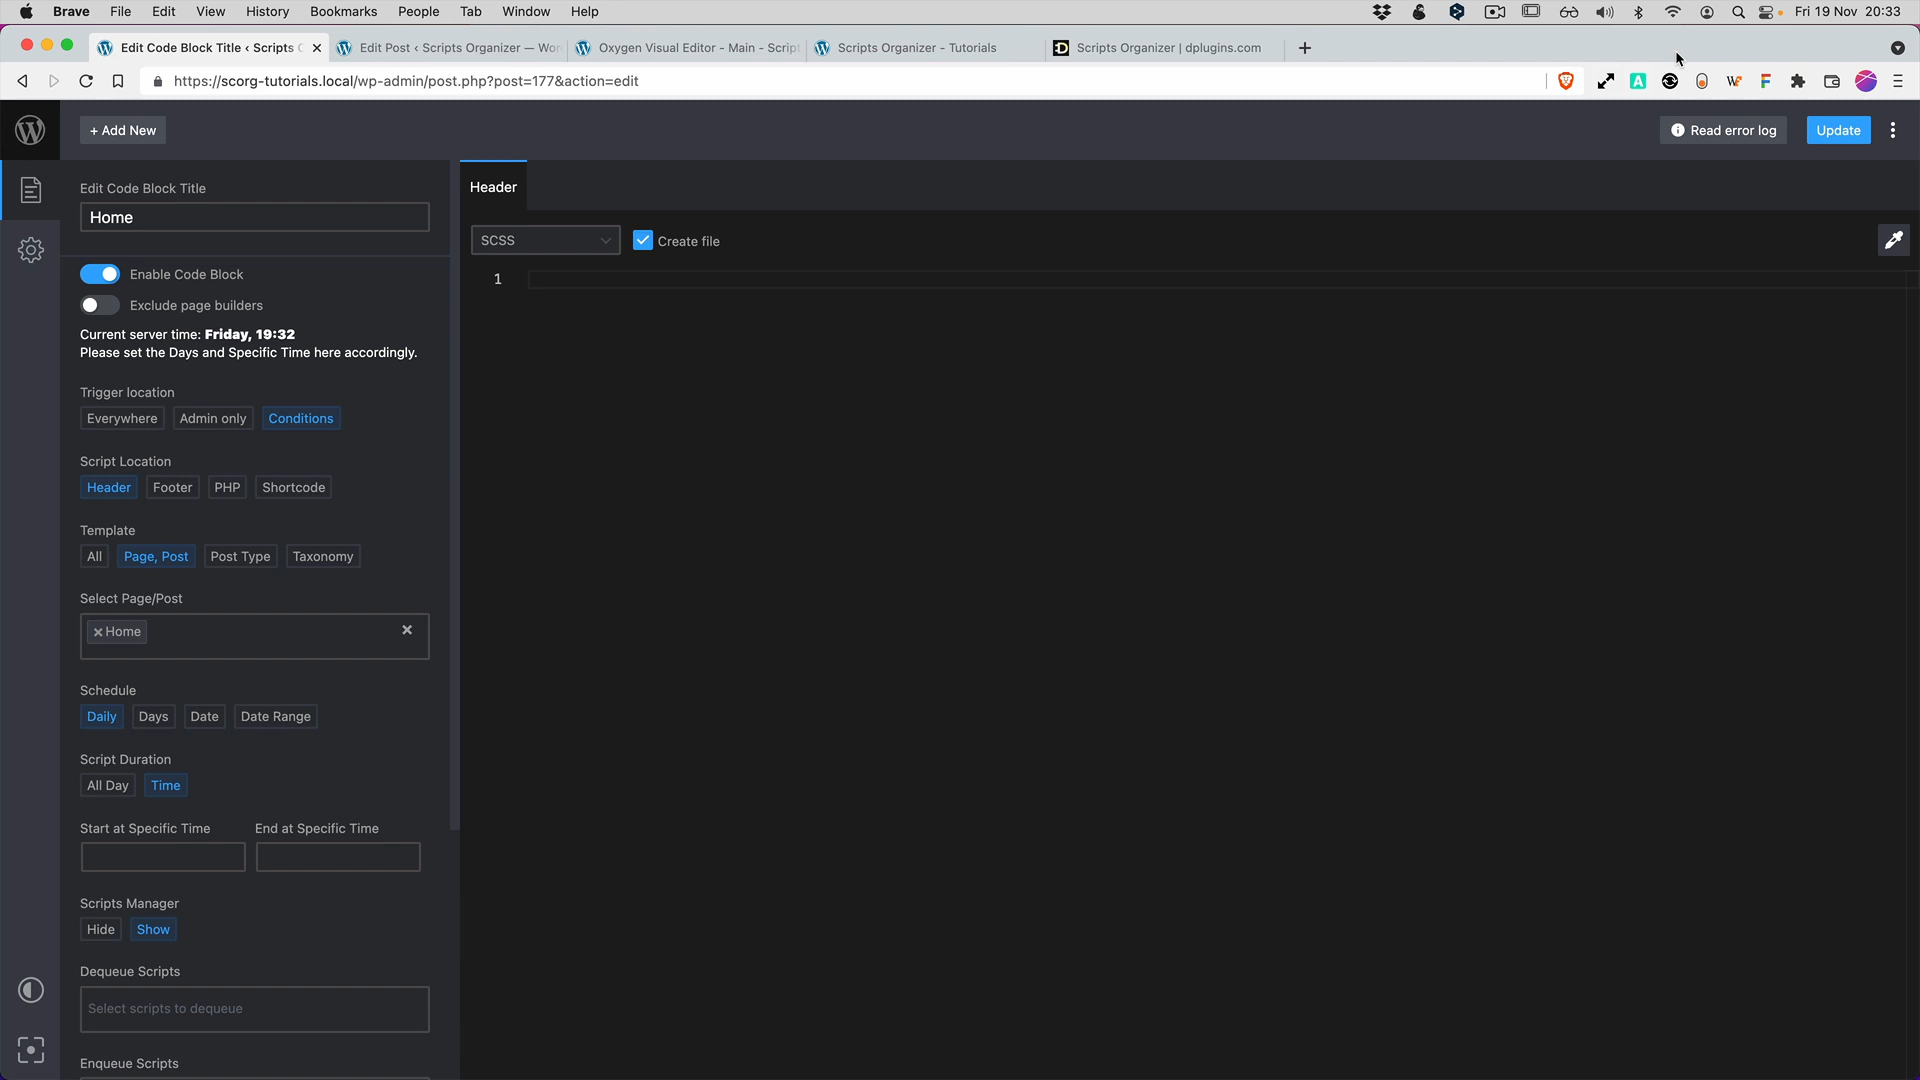 Brave File Edit View History Bookmarks People Tab Window Help Fri 19 Nov 20:33
Edit Code Block Title ‹ Scripts Edit Post ‹ Scripts Organizer — Wor Oxygen Visual Editor - Main - Script Scripts Organizer - Tutorials Scripts Organizer | dplugins.com
https://scorg-tutorials.local/wp-admin/post.php?post=177&action=edit
+ Add New
Read error log
Update
Edit Code Block Title
Home
Enable Code Block
Exclude page builders
Current server time: Friday, 19:32
Please set the Days and Specific Time here accordingly.
Trigger location
Everywhere Admin only Conditions
Script Location
Header Footer PHP Shortcode
Template
All Page, Post Post Type Taxonomy
Select Page/Post
×Home ×
Schedule
Daily Days Date Date Range
Script Duration
All Day Time
Start at Specific Time End at Specific Time
Scripts Manager
Hide Show
Dequeue Scripts
Select scripts to dequeue
Enqueue Scripts
Header
SCSS Create file
1